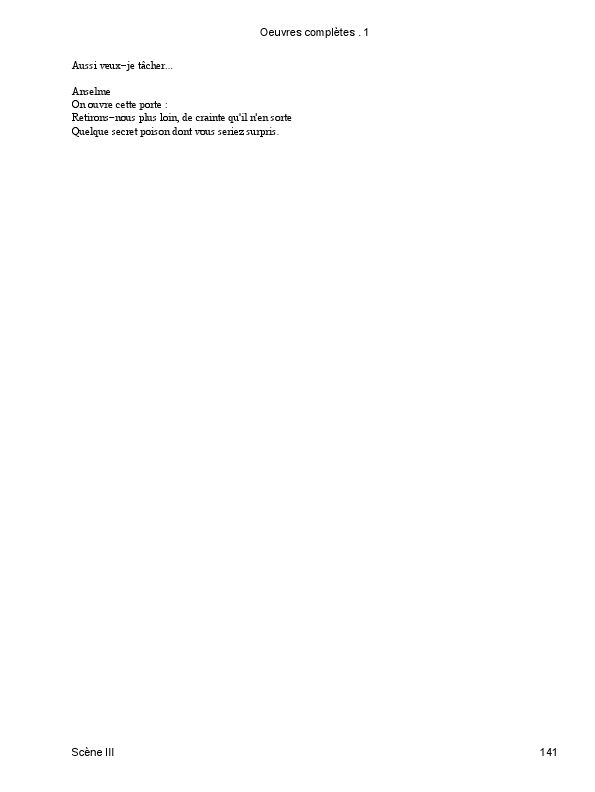 Oeuvres complètes . 1
Aussi veux−je tâcher...
Anselme
On ouvre cette porte :
Retirons−nous plus loin, de crainte qu'il n'en sorte
Quelque secret poison dont vous seriez surpris.
Scène III
141